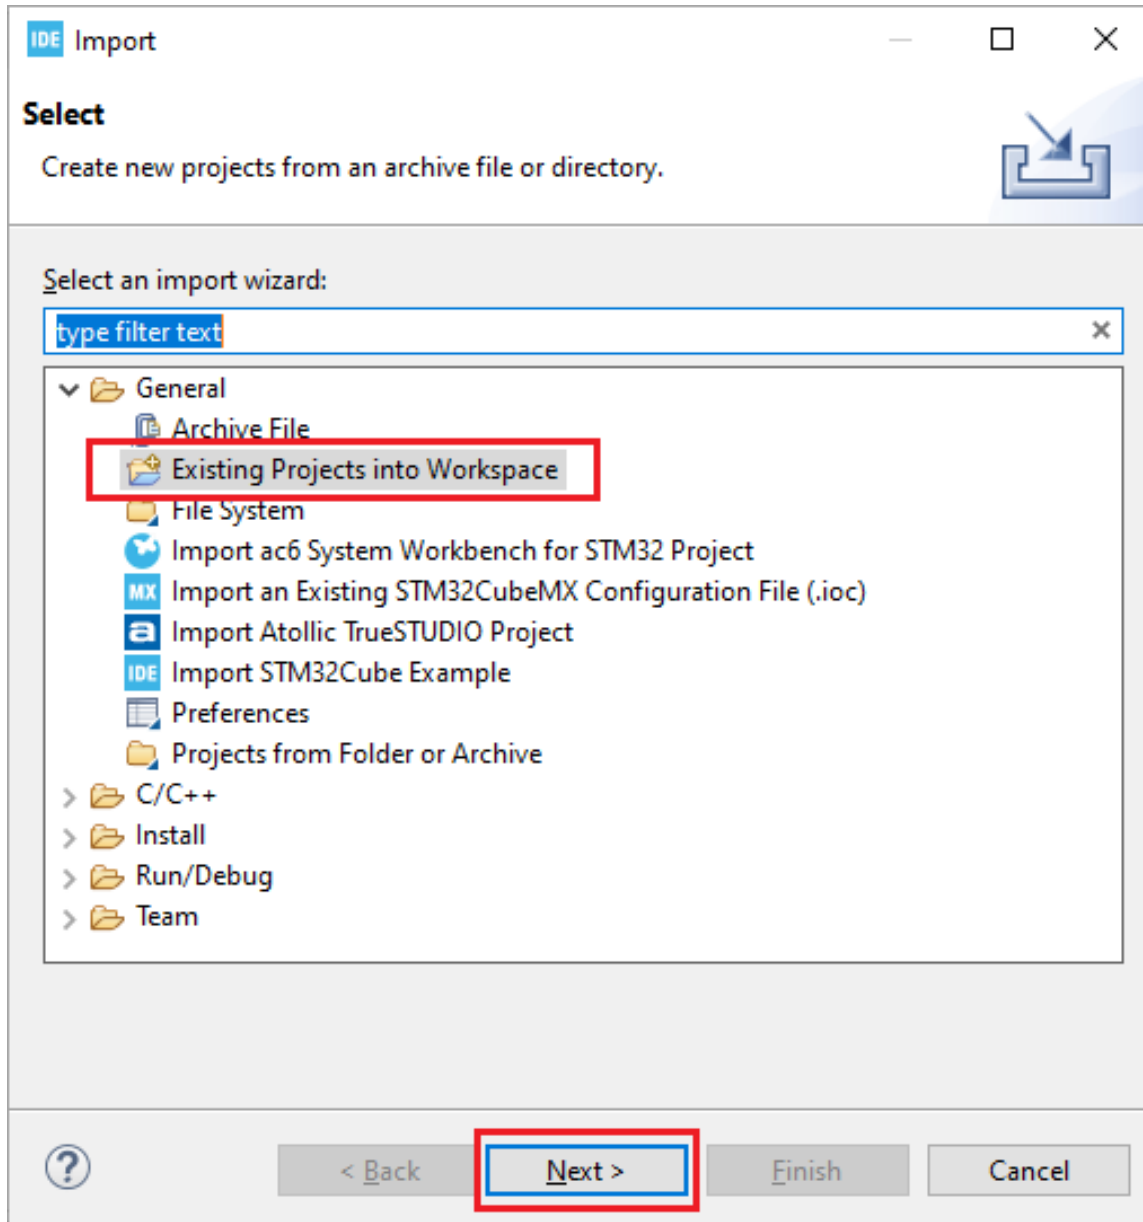 IDE Import
Select
Create new projects from an archive file or directory.
Select an import wizard:
type filter text
General
Archive File
Existing Projects into Workspace
File System
Import ac6 System Workbench for STM32 Project
MX Import an Existing STM32CubeMX Configuration File (.ioc)
a Import Atollic TrueSTUDIO Project
IDE Import STM32Cube Example
Preferences
Projects from Folder or Archive
C/C++
Install
Run/Debug
Team
? < Back Next > Finish Cancel